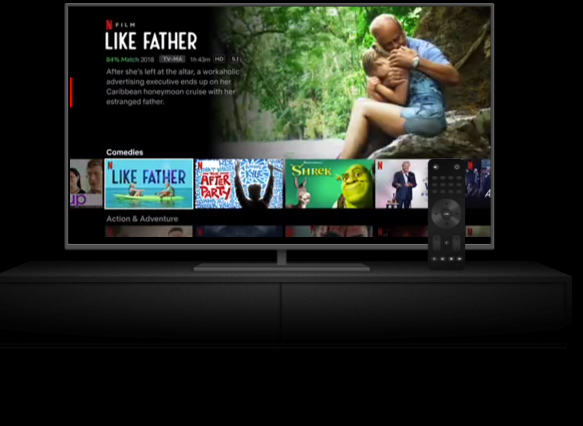 N FILM
LIKE FATHER
84% Match 2018 TV-MA 1h 43m HD 5.1
After she's left at the altar, a workaholic
advertising executive ends up on her
Caribbean honeymoon cruise with her
estranged father.
Comedies
up
N LIKE FATHER
N THE AFTER PARTY
SHREK
N
N
Action & Adventure